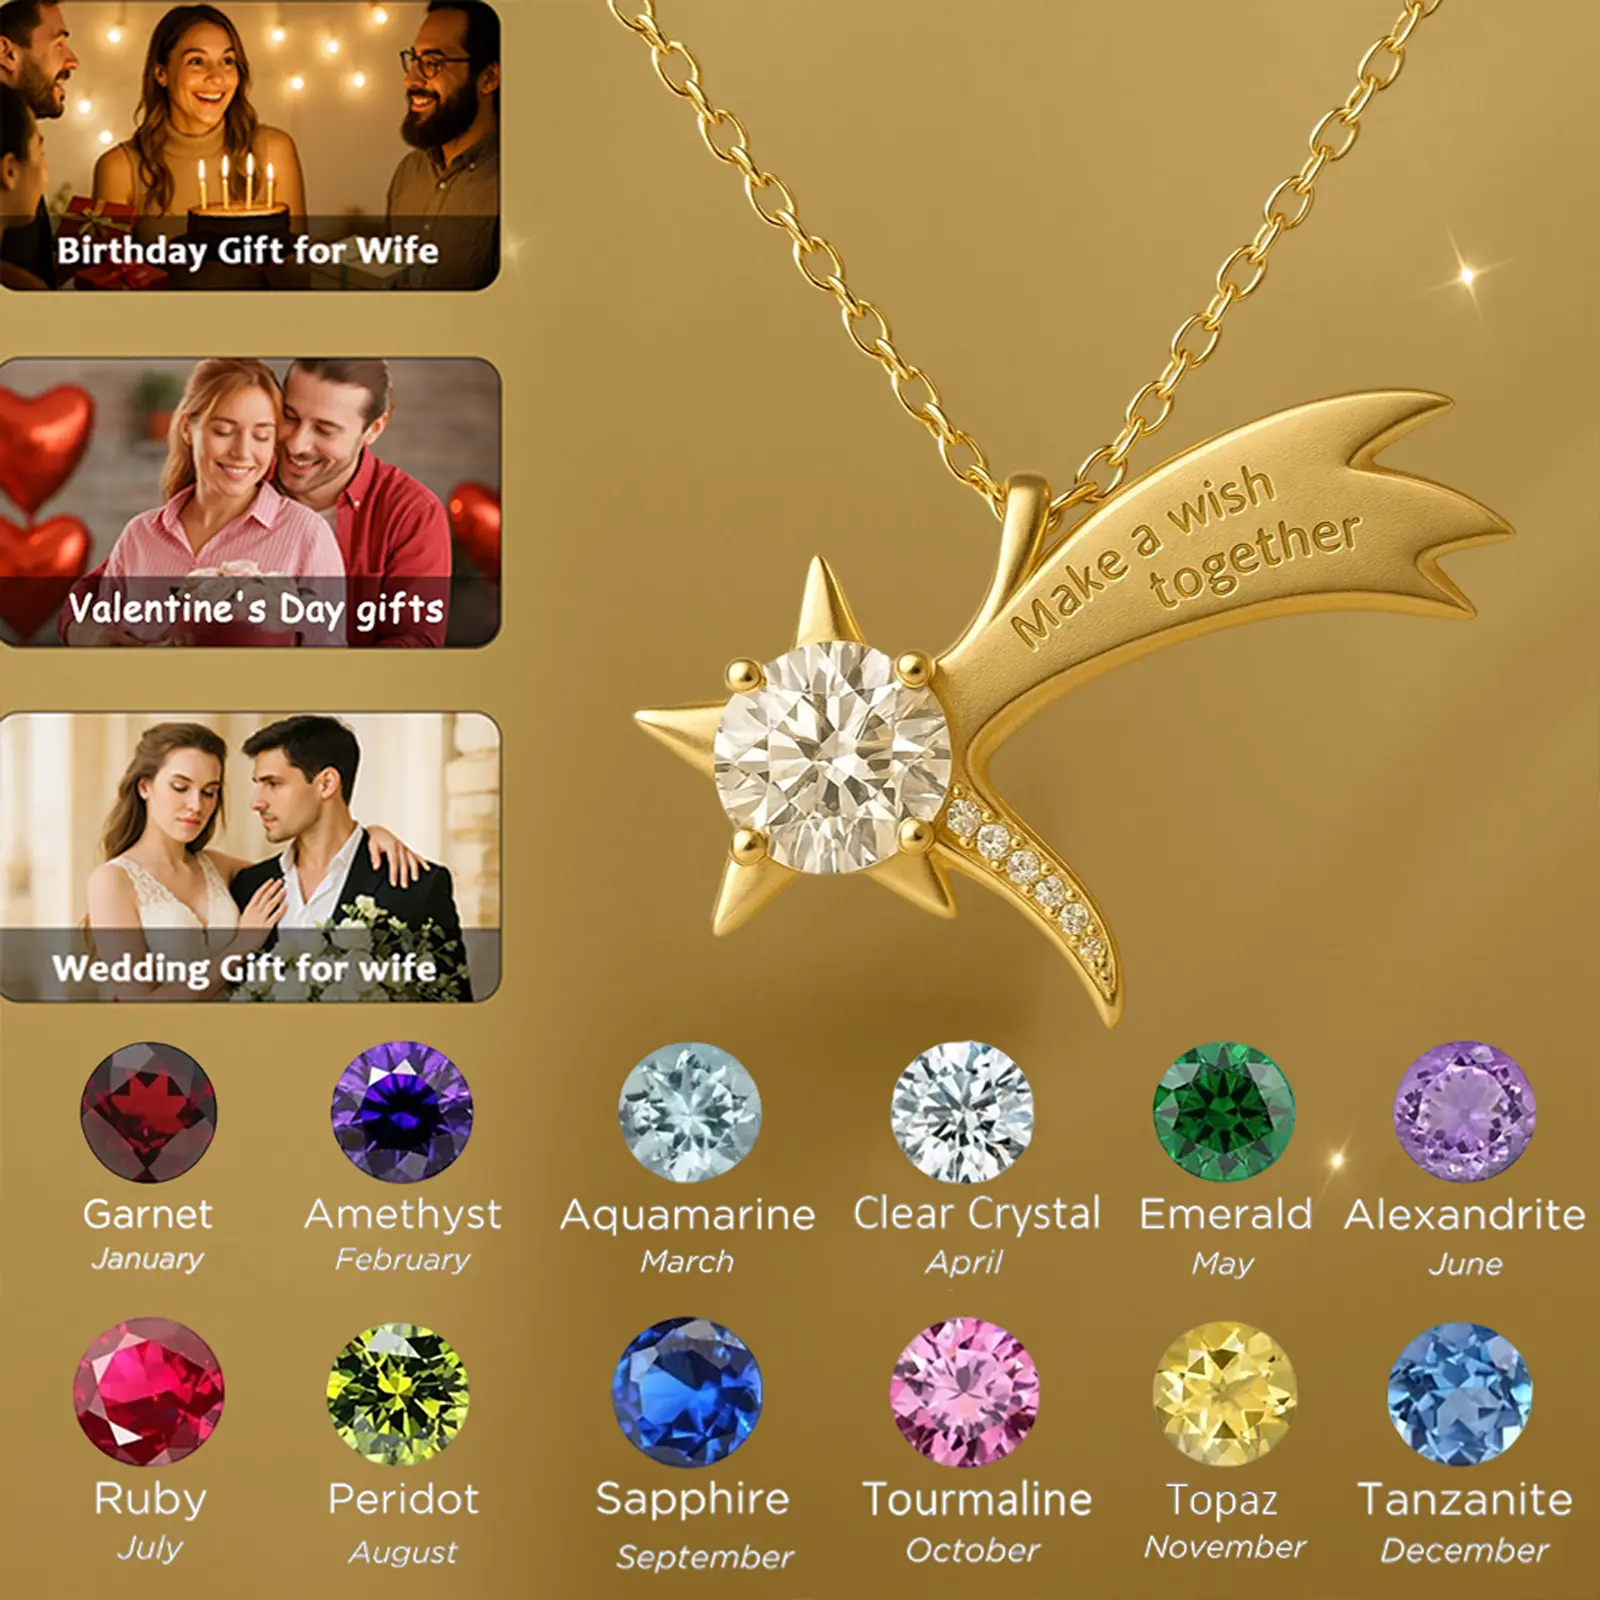 Birthday Gift for Wife
Valentine's Day gifts
Wedding Gift for wife
Make a wish
together
Garnet
January
Amethyst
February
Aquamarine
March
Clear Crystal
April
Emerald
May
Alexandrite
June
Ruby
July
Peridot
August
Sapphire
September
Tourmaline
October
Topaz
November
Tanzanite
December